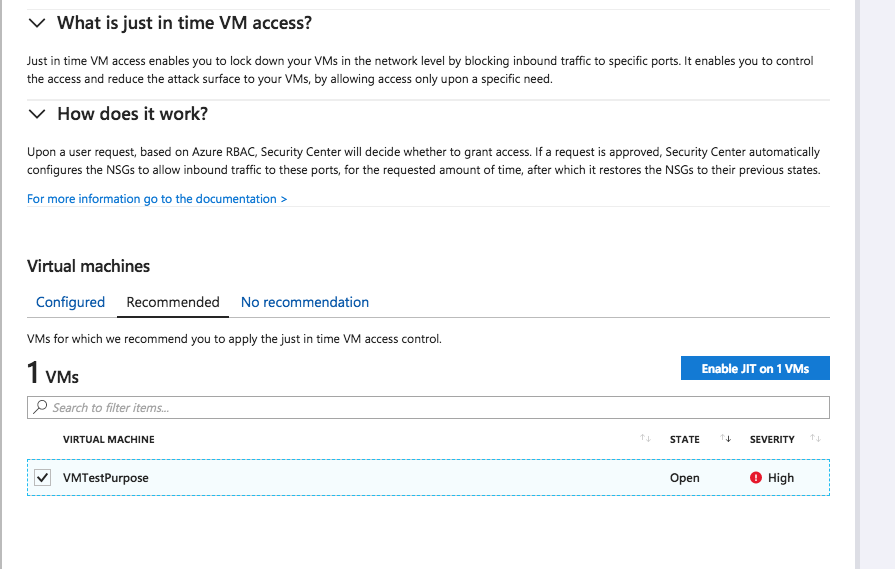 What is just in time VM access?
Just in time VM access enables you to lock down your VMs in the network level by blocking inbound traffic to specific ports. It enables you to control
the access and reduce the attack surface to your VMs, by allowing access only upon a specific need.
How does it work?
Upon a user request, based on Azure RBAC, Security Center will decide whether to grant access. If a request is approved, Security Center automatically
configures the NSGs to allow inbound traffic to these ports, for the requested amount of time, after which it restores the NSGs to their previous states.
For more information go to the documentation >
Virtual machines
Configured Recommended No recommendation
VMs for which we recommend you to apply the just in time VM access control.
1 VMs Enable JIT on 1 VMs
Search to filter items...
VIRTUAL MACHINE STATE SEVERITY
VMTestPurpose Open High